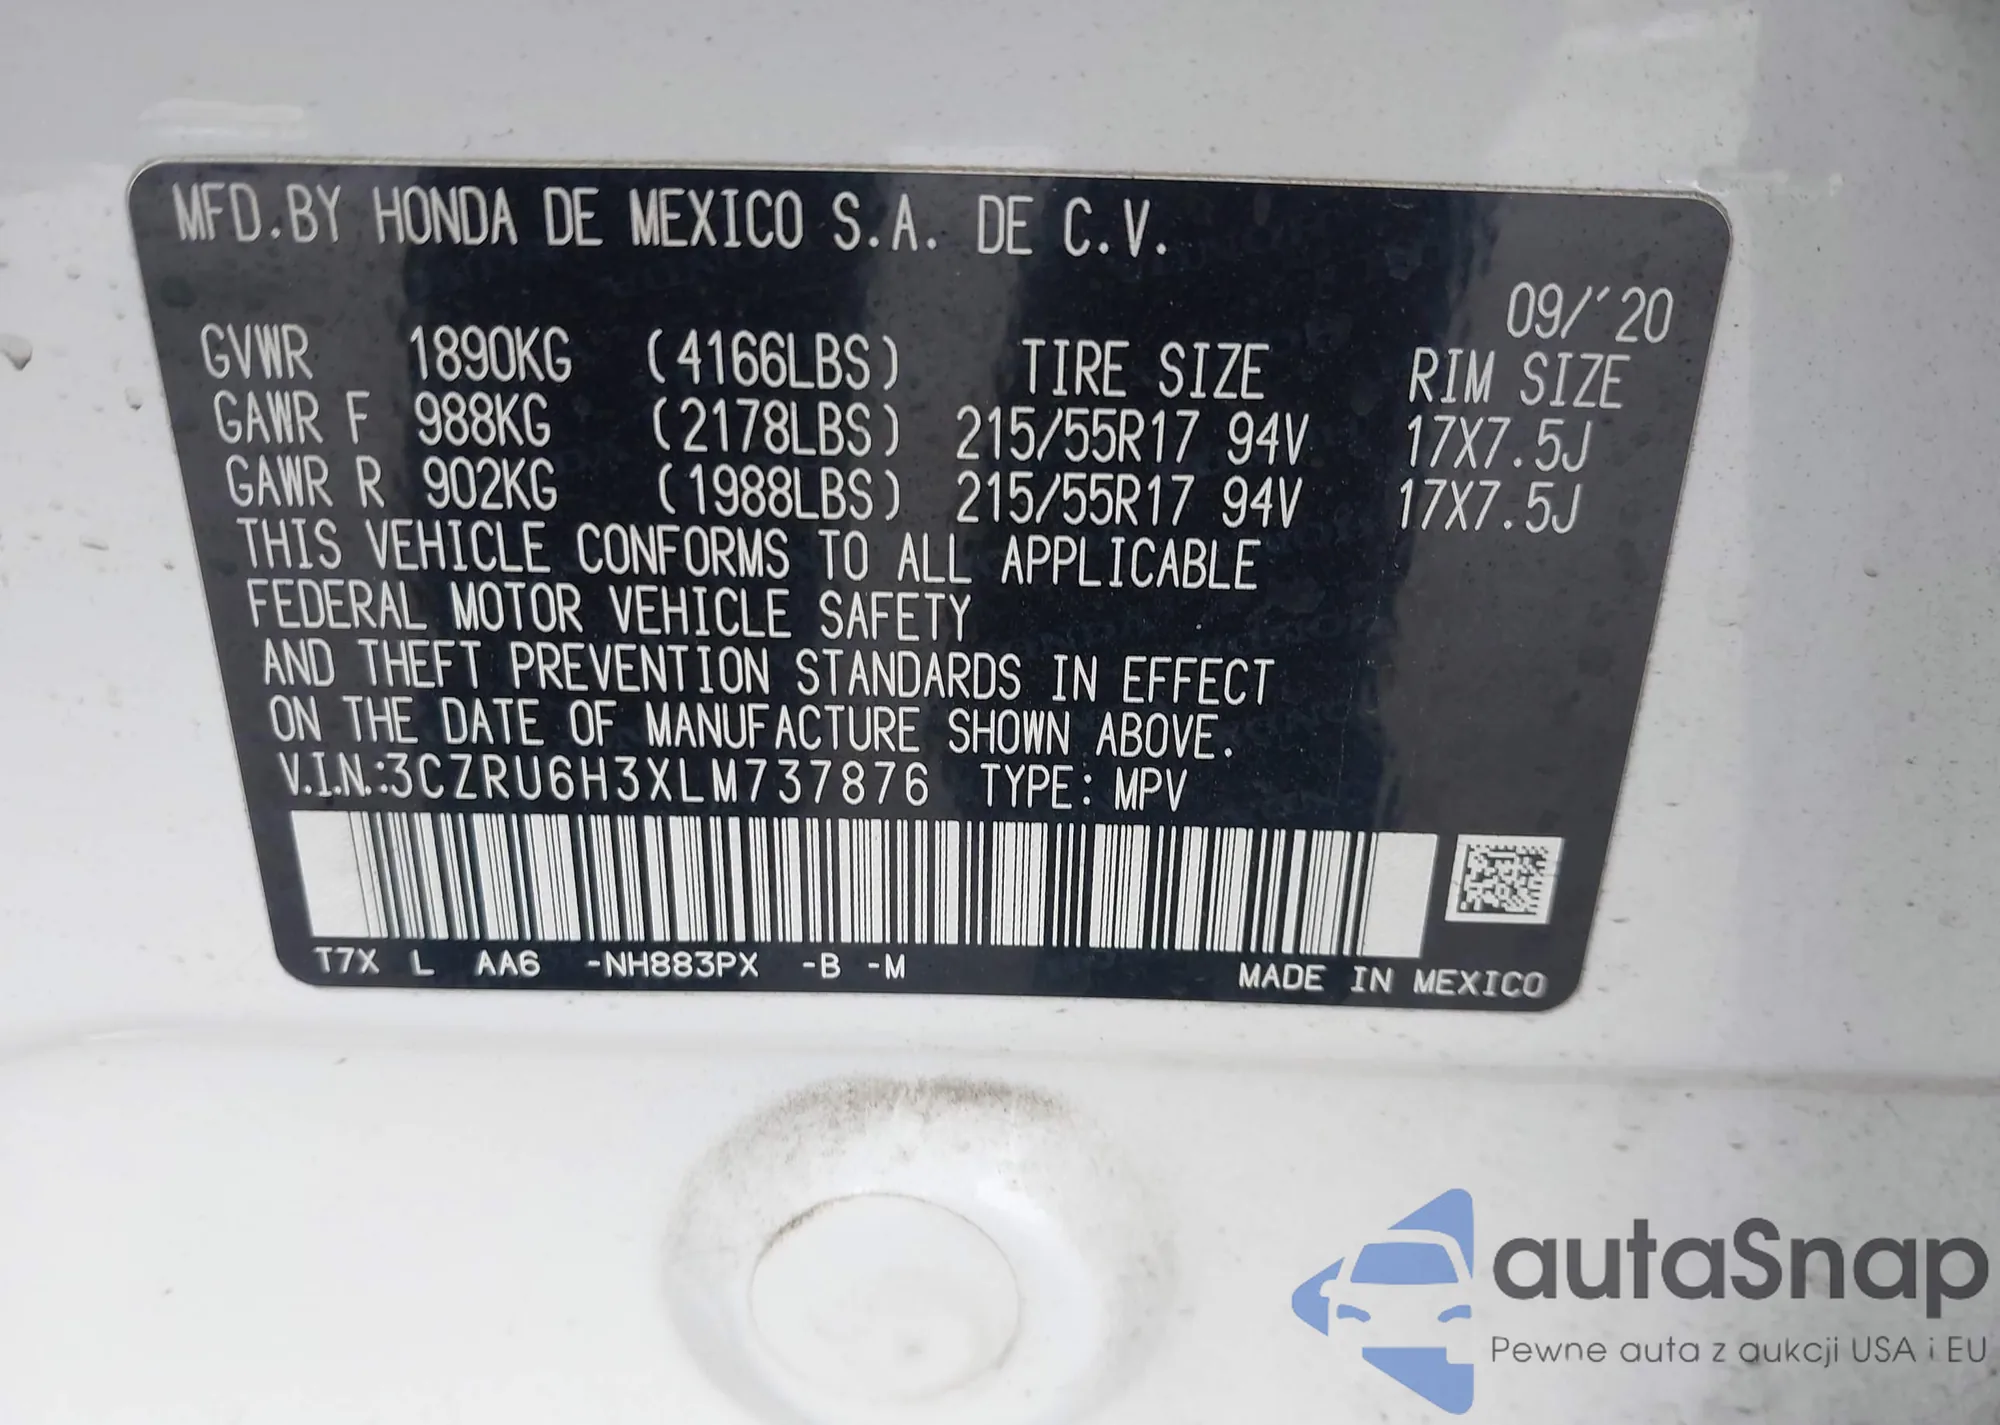 MFD.BY HONDA DE MEXICO S.A. DE C.V.
09/'20
GVWR 1890KG (4166LBS) TIRE SIZE RIM SIZE
GAWR F 988KG (2178LBS) 215/55R17 94V 17X7.5J
GAWR R 902KG (1988LBS) 215/55R17 94V 17X7.5J
THIS VEHICLE CONFORMS TO ALL APPLICABLE
FEDERAL MOTOR VEHICLE SAFETY
AND THEFT PREVENTION STANDARDS IN EFFECT
ON THE DATE OF MANUFACTURE SHOWN ABOVE.
V.I.N.:3CZRU6H3XLM737876 TYPE: MPV
T7X L AA6 -NH883PX -B -M MADE IN MEXICO
autaSnap
Pewne auta z aukcji USA i EU